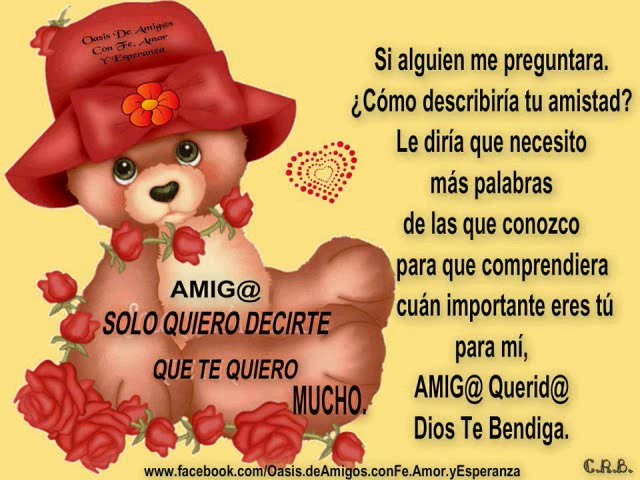 Oasis De Amigos
Con Fe, Amor
Y Esperanza
Si alguien me preguntara.
¿Cómo describiría tu amistad?
Le diría que necesito
más palabras
de las que conozco
para que comprendiera
cuán importante eres tú
para mí,
AMIG@ Querid@
Dios Te Bendiga.
AMIG@
SOLO QUIERO DECIRTE
QUE TE QUIERO
MUCHO.
www.facebook.com/Oasis.deAmigos.conFe.Amor.yEsperanza
C.R.B.